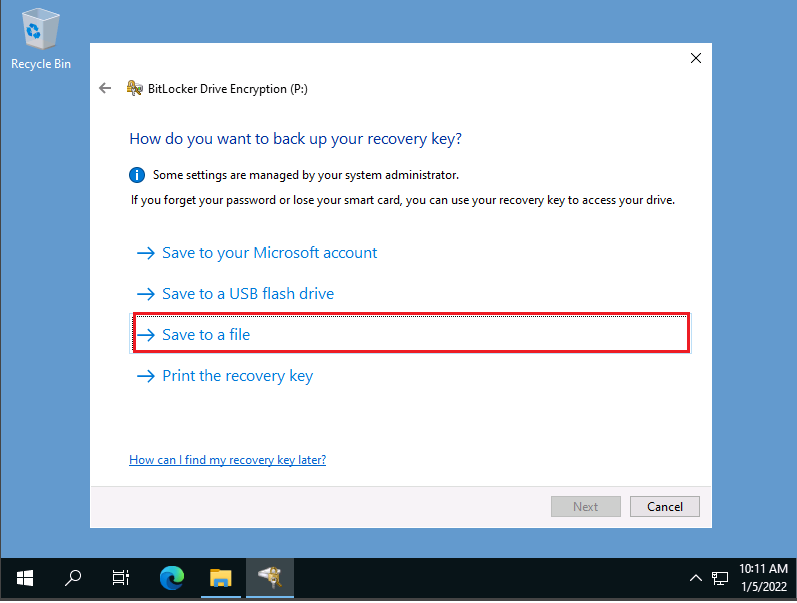 Recycle Bin
BitLocker Drive Encryption (P:)
How do you want to back up your recovery key?
Some settings are managed by your system administrator.
If you forget your password or lose your smart card, you can use your recovery key to access your drive.
Save to your Microsoft account
Save to a USB flash drive
Save to a file
Print the recovery key
How can I find my recovery key later?
Next
Cancel
10:11 AM
1/5/2022